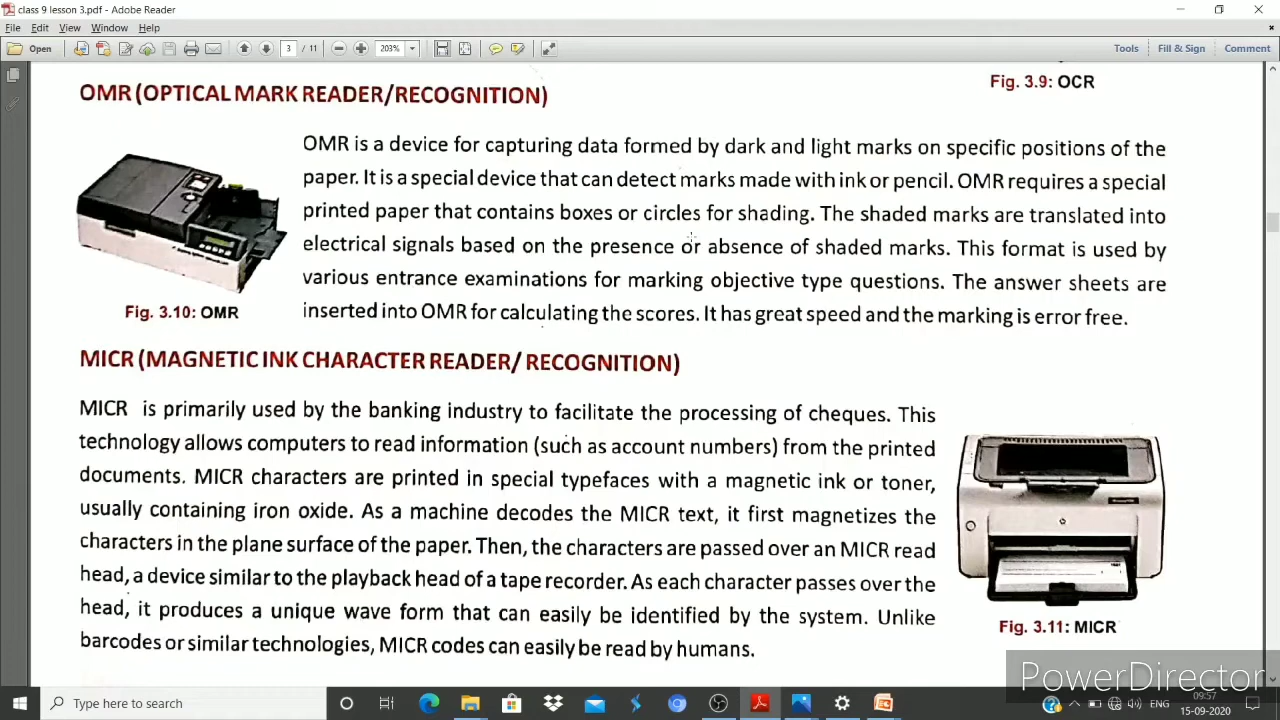 class 9 lesson 3.pdf - Adobe Reader
File Edit View Window Help
Open 3 / 11 203% Tools Fill & Sign Comment
Fig. 3.9: OCR
OMR (OPTICAL MARK READER/RECOGNITION)
OMR is a device for capturing data formed by dark and light marks on specific positions of the
paper. It is a special device that can detect marks made with ink or pencil. OMR requires a special
printed paper that contains boxes or circles for shading. The shaded marks are translated into
electrical signals based on the presence or absence of shaded marks. This format is used by
various entrance examinations for marking objective type questions. The answer sheets are
inserted into OMR for calculating the scores. It has great speed and the marking is error free.
Fig. 3.10: OMR
MICR (MAGNETIC INK CHARACTER READER/ RECOGNITION)
MICR is primarily used by the banking industry to facilitate the processing of cheques. This
technology allows computers to read information (such as account numbers) from the printed
documents. MICR characters are printed in special typefaces with a magnetic ink or toner,
usually containing iron oxide. As a machine decodes the MICR text, it first magnetizes the
characters in the plane surface of the paper. Then, the characters are passed over an MICR read
head, a device similar to the playback head of a tape recorder. As each character passes over the
head, it produces a unique wave form that can easily be identified by the system. Unlike
barcodes or similar technologies, MICR codes can easily be read by humans.
Fig. 3.11: MICR
PowerDirector
Type here to search
ENG
09:57
15-09-2020